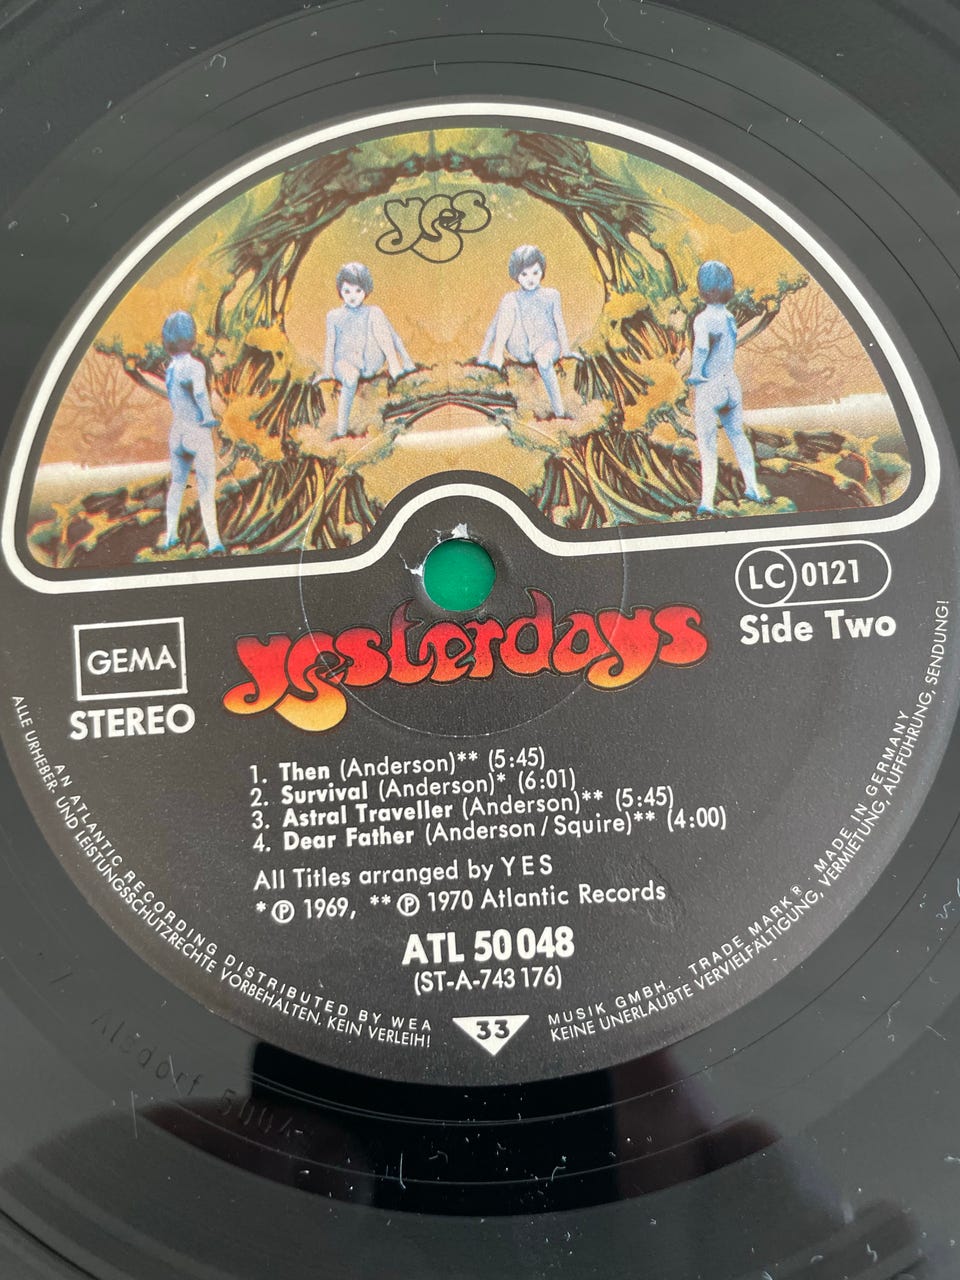 yes
LC 0121
Side Two
GEMA
STEREO
yesterdays
1. Then (Anderson)** (5:45)
2. Survival (Anderson)* (6:01)
3. Astral Traveller (Anderson)** (5:45)
4. Dear Father (Anderson/Squire)** (4:00)
All Titles arranged by YES
* ℗ 1969, ** ℗ 1970 Atlantic Records
ATL 50 048
(ST-A-743 176)
33
AN ATLANTIC RECORDING DISTRIBUTED BY WEA MUSIK GMBH. TRADE MARK R · MADE IN GERMANY
ALLE URHEBER- UND LEISTUNGSSCHUTZRECHTE VORBEHALTEN. KEIN VERLEIH! KEINE UNERLAUBTE VERVIELFÄLTIGUNG, VERMIETUNG, AUFFÜHRUNG, SENDUNG!
Alsdorf